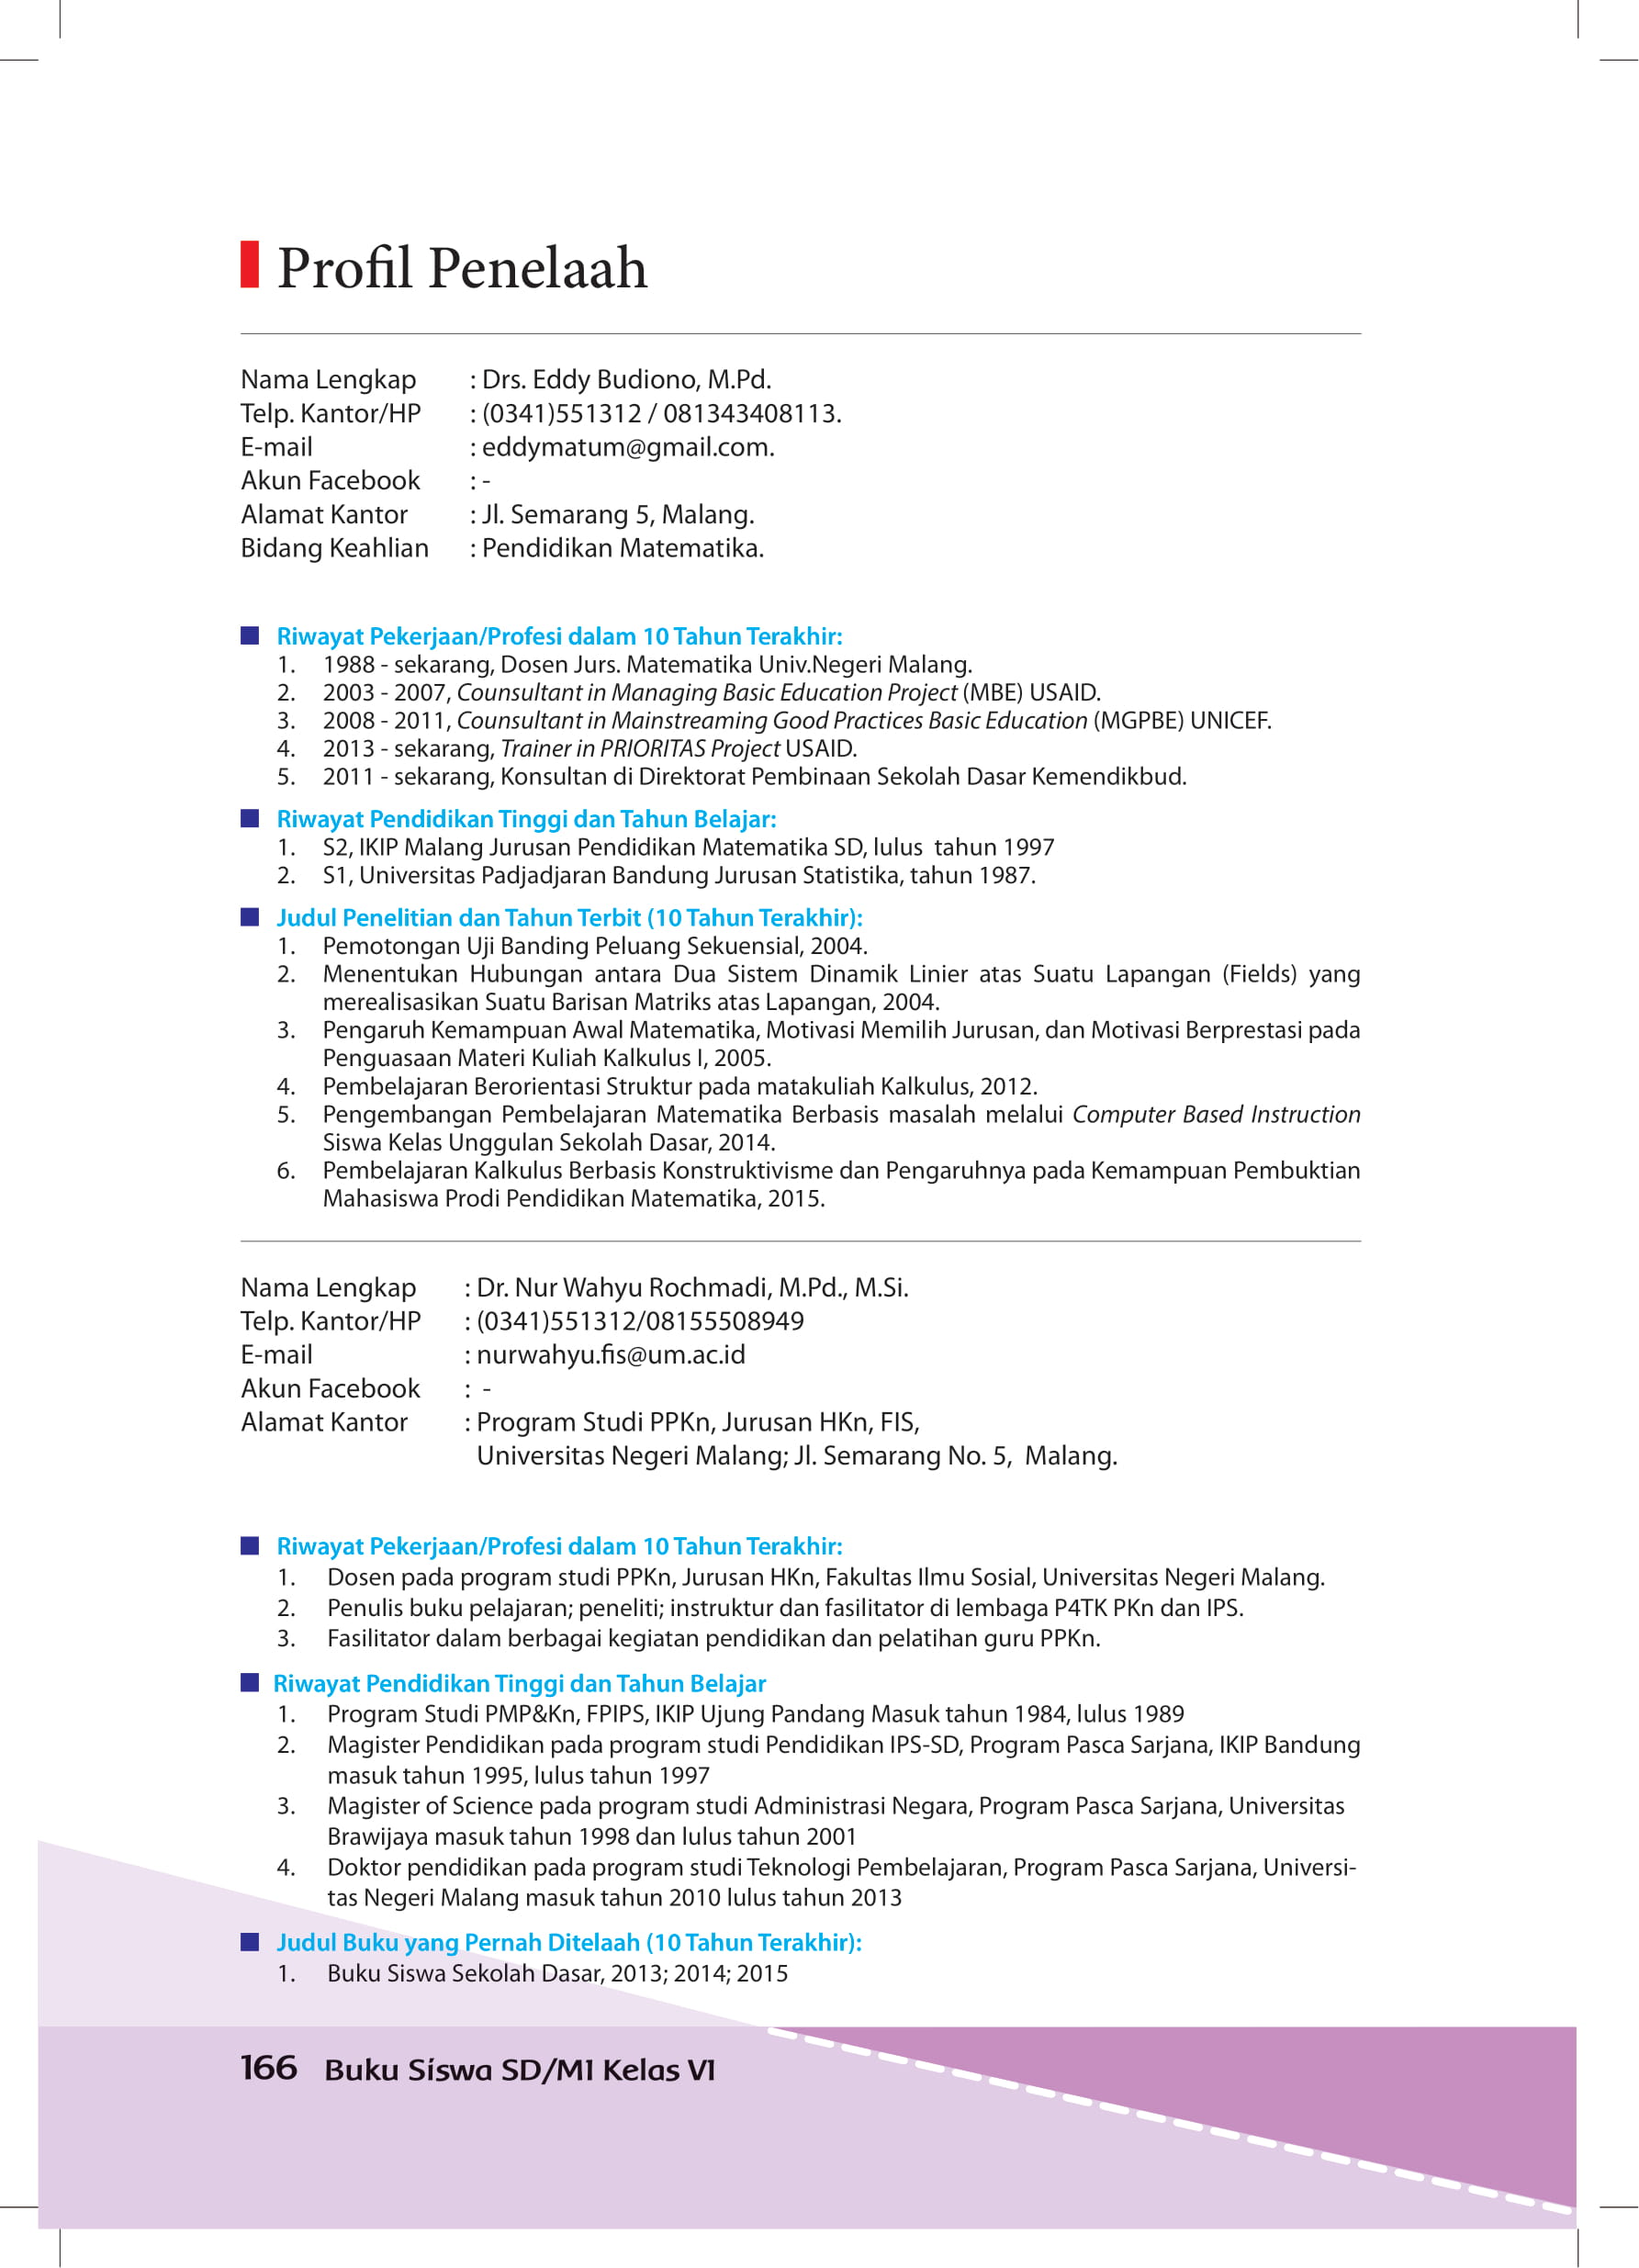 Profil Penelaah
Nama Lengkap : Drs. Eddy Budiono, M.Pd.
Telp. Kantor/HP : (0341)551312 / 081343408113.
E-mail : eddymatum@gmail.com.
Akun Facebook : -
Alamat Kantor : Jl. Semarang 5, Malang.
Bidang Keahlian : Pendidikan Matematika.
Riwayat Pekerjaan/Profesi dalam 10 Tahun Terakhir:
1. 1988 - sekarang, Dosen Jurs. Matematika Univ.Negeri Malang.
2. 2003 - 2007, Counsultant in Managing Basic Education Project (MBE) USAID.
3. 2008 - 2011, Counsultant in Mainstreaming Good Practices Basic Education (MGPBE) UNICEF.
4. 2013 - sekarang, Trainer in PRIORITAS Project USAID.
5. 2011 - sekarang, Konsultan di Direktorat Pembinaan Sekolah Dasar Kemendikbud.
Riwayat Pendidikan Tinggi dan Tahun Belajar:
1. S2, IKIP Malang Jurusan Pendidikan Matematika SD, lulus tahun 1997
2. S1, Universitas Padjadjaran Bandung Jurusan Statistika, tahun 1987.
Judul Penelitian dan Tahun Terbit (10 Tahun Terakhir):
1. Pemotongan Uji Banding Peluang Sekuensial, 2004.
2. Menentukan Hubungan antara Dua Sistem Dinamik Linier atas Suatu Lapangan (Fields) yang
merealisasikan Suatu Barisan Matriks atas Lapangan, 2004.
3. Pengaruh Kemampuan Awal Matematika, Motivasi Memilih Jurusan, dan Motivasi Berprestasi pada
Penguasaan Materi Kuliah Kalkulus I, 2005.
4. Pembelajaran Berorientasi Struktur pada matakuliah Kalkulus, 2012.
5. Pengembangan Pembelajaran Matematika Berbasis masalah melalui Computer Based Instruction
Siswa Kelas Unggulan Sekolah Dasar, 2014.
6. Pembelajaran Kalkulus Berbasis Konstruktivisme dan Pengaruhnya pada Kemampuan Pembuktian
Mahasiswa Prodi Pendidikan Matematika, 2015.
Nama Lengkap : Dr. Nur Wahyu Rochmadi, M.Pd., M.Si.
Telp. Kantor/HP : (0341)551312/08155508949
E-mail : nurwahyu.fis@um.ac.id
Akun Facebook : -
Alamat Kantor : Program Studi PPKn, Jurusan HKn, FIS,
Universitas Negeri Malang; Jl. Semarang No. 5, Malang.
Riwayat Pekerjaan/Profesi dalam 10 Tahun Terakhir:
1. Dosen pada program studi PPKn, Jurusan HKn, Fakultas Ilmu Sosial, Universitas Negeri Malang.
2. Penulis buku pelajaran; peneliti; instruktur dan fasilitator di lembaga P4TK PKn dan IPS.
3. Fasilitator dalam berbagai kegiatan pendidikan dan pelatihan guru PPKn.
Riwayat Pendidikan Tinggi dan Tahun Belajar
1. Program Studi PMP&Kn, FPIPS, IKIP Ujung Pandang Masuk tahun 1984, lulus 1989
2. Magister Pendidikan pada program studi Pendidikan IPS-SD, Program Pasca Sarjana, IKIP Bandung
masuk tahun 1995, lulus tahun 1997
3. Magister of Science pada program studi Administrasi Negara, Program Pasca Sarjana, Universitas
Brawijaya masuk tahun 1998 dan lulus tahun 2001
4. Doktor pendidikan pada program studi Teknologi Pembelajaran, Program Pasca Sarjana, Universi-
tas Negeri Malang masuk tahun 2010 lulus tahun 2013
Judul Buku yang Pernah Ditelaah (10 Tahun Terakhir):
1. Buku Siswa Sekolah Dasar, 2013; 2014; 2015
166 Buku Siswa SD/MI Kelas VI